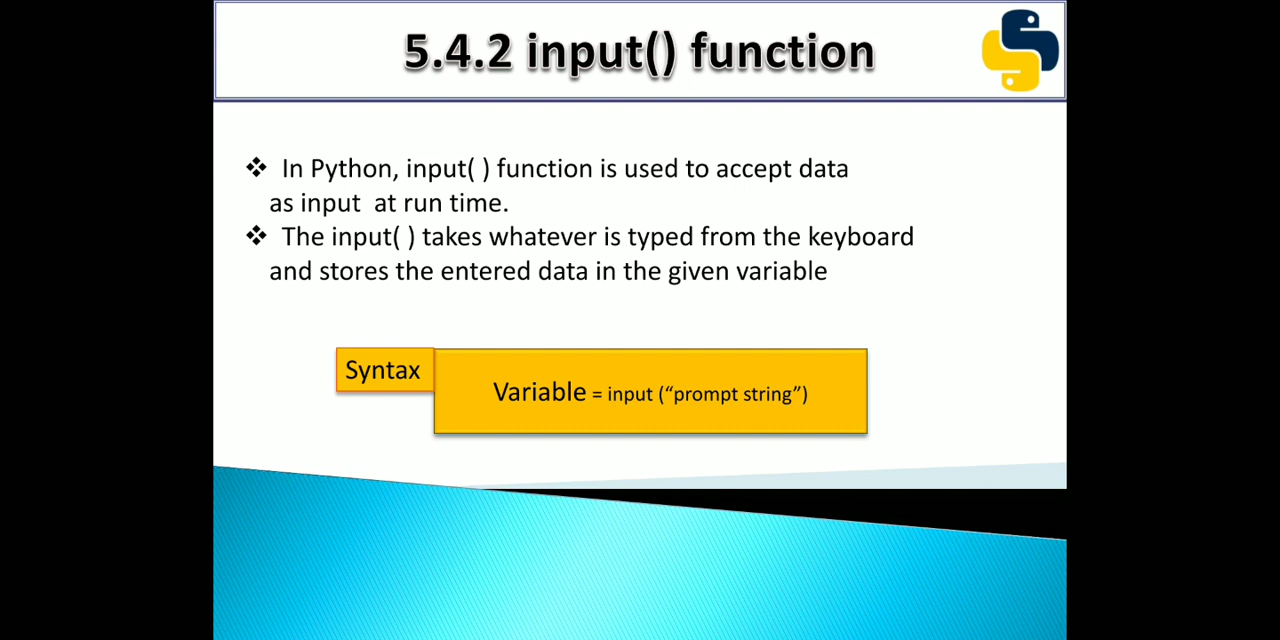 5.4.2 input() function
❖ In Python, input( ) function is used to accept data
as input at run time.
❖ The input( ) takes whatever is typed from the keyboard
and stores the entered data in the given variable
Syntax
Variable = input (“prompt string”)